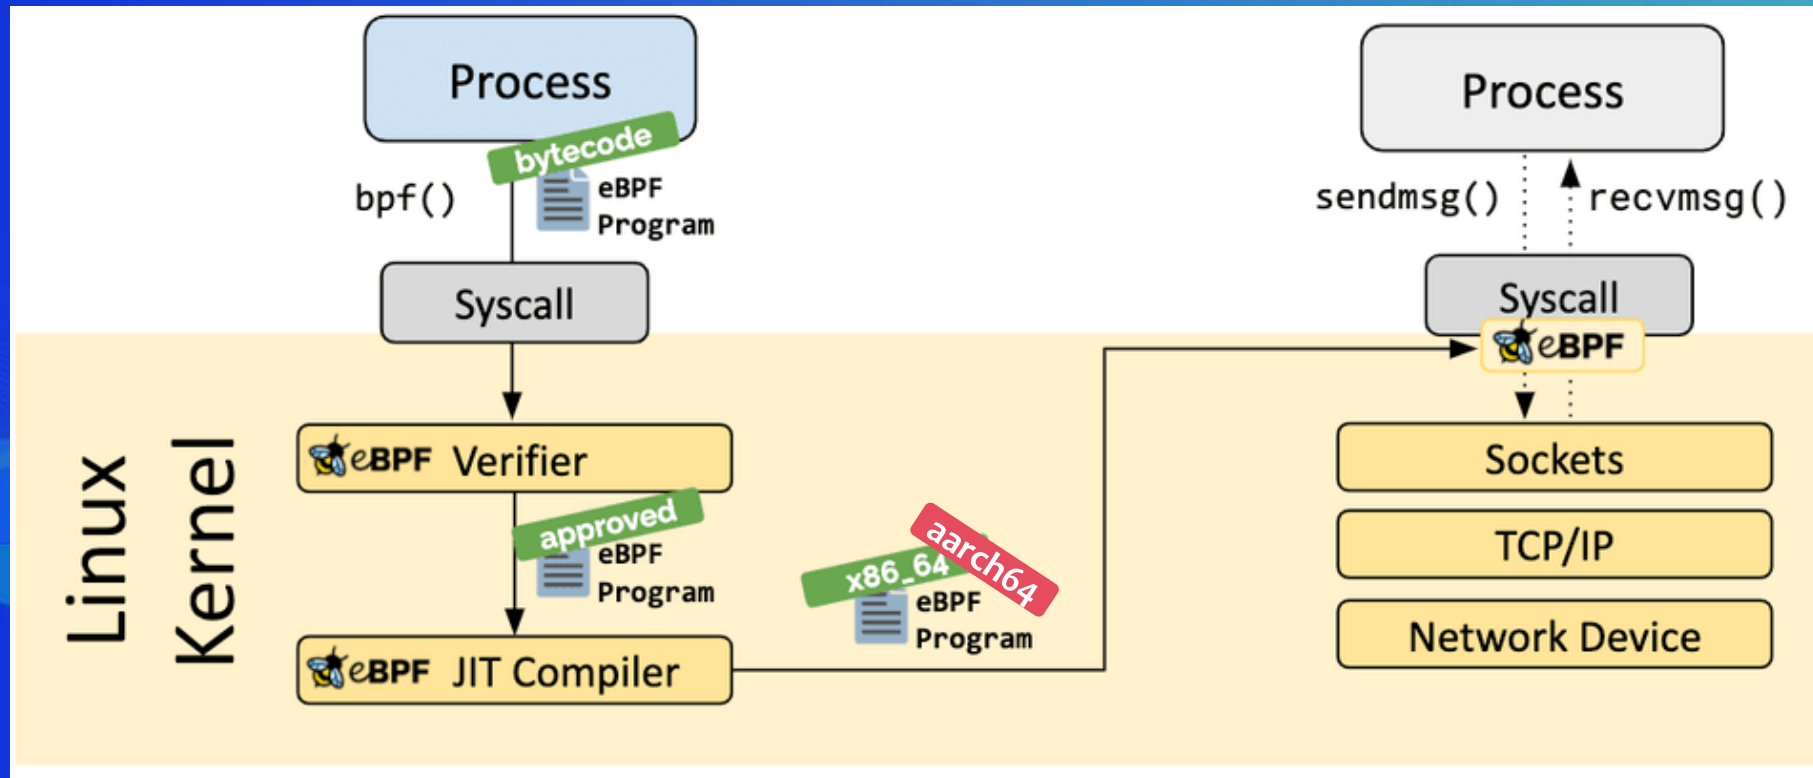 Process
bytecode
bpf()
eBPF
Program
Syscall
Linux
Kernel
eBPF Verifier
approved
eBPF
Program
eBPF JIT Compiler
x86_64
aarch64
eBPF
Program
Process
sendmsg()
recvmsg()
Syscall
eBPF
Sockets
TCP/IP
Network Device